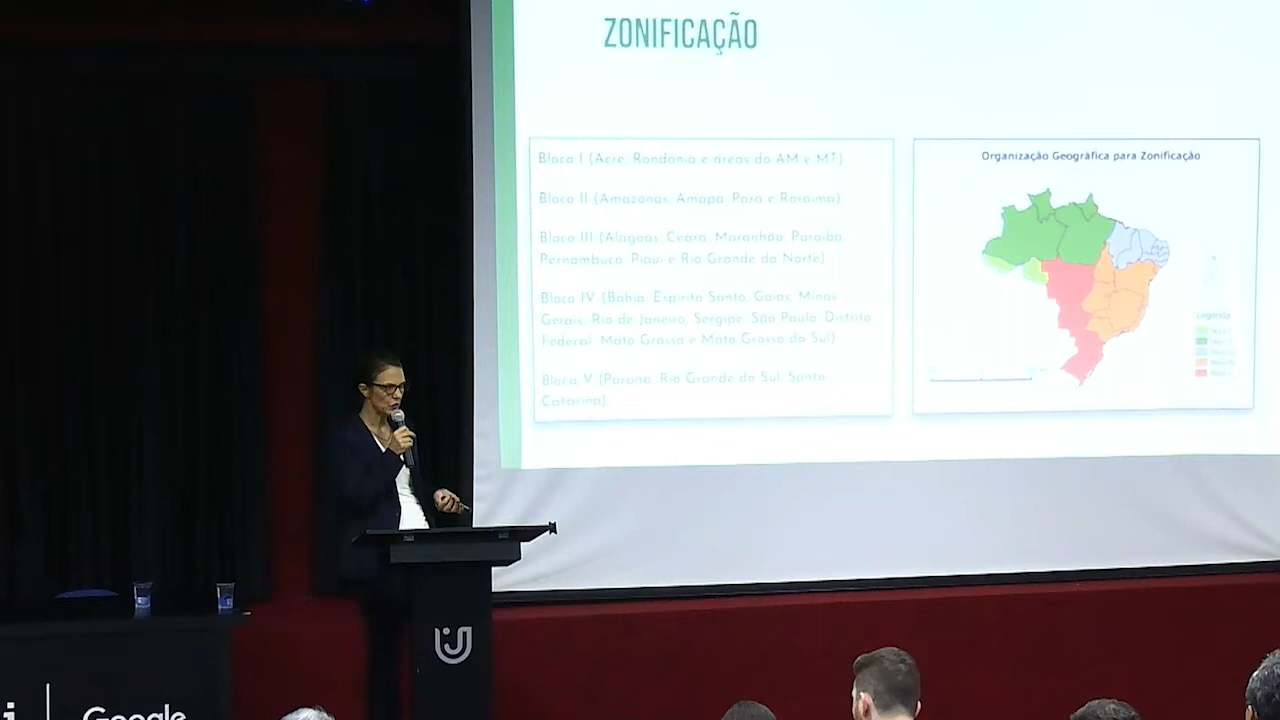 ZONIFICAÇÃO
Bloco I (Acre, Rondônia e áreas do AM e MT)
Bloco II (Amazonas, Amapá, Pará e Roraima)
Bloco III (Alagoas, Ceará, Maranhão, Paraíba,
Pernambuco, Piauí e Rio Grande do Norte)
Bloco IV (Bahia, Espírito Santo, Goiás, Minas
Gerais, Rio de Janeiro, Sergipe, São Paulo, Distrito
Federal, Mato Grosso e Mato Grosso do Sul)
Bloco V (Paraná, Rio Grande do Sul, Santa
Catarina)
Organização Geográfica para Zonificação
Legenda
Google